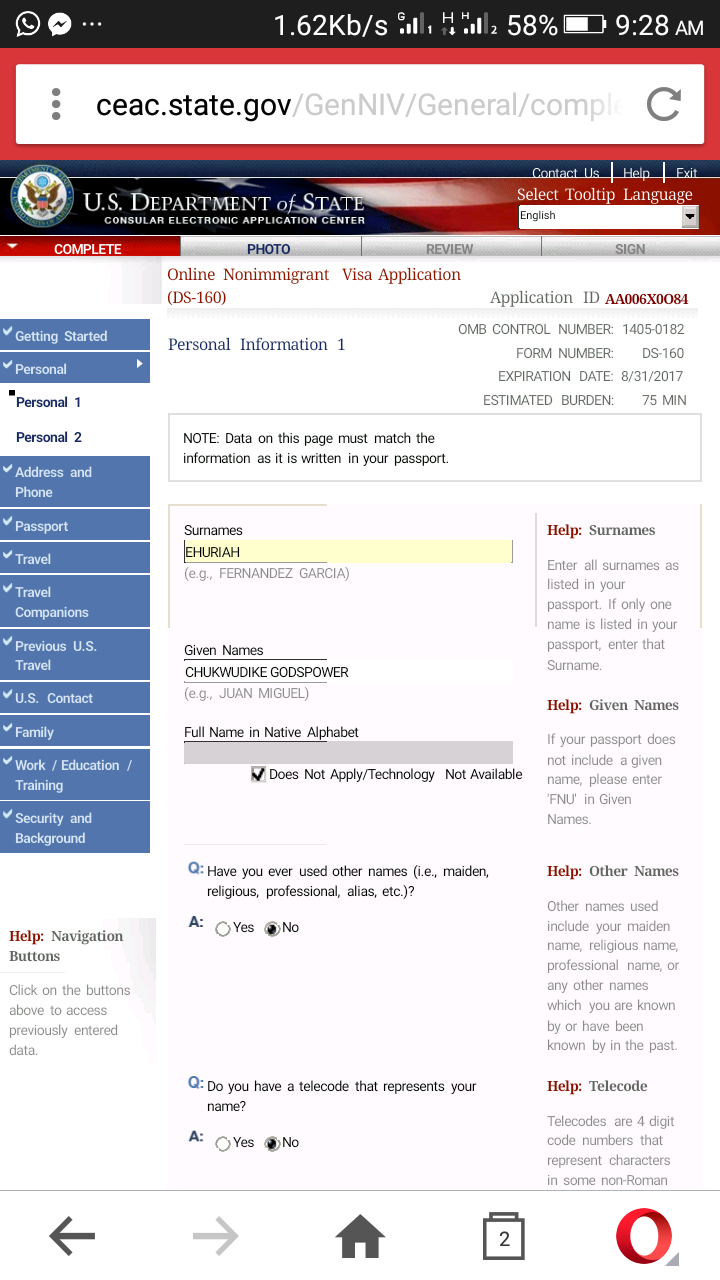 1.62Kb/s G 1 H H 2 58% 9:28 AM
ceac.state.gov/GenNIV/General/comple
Contact Us Help Exit
U.S. DEPARTMENT of STATE
CONSULAR ELECTRONIC APPLICATION CENTER
Select Tooltip Language
English
COMPLETE PHOTO REVIEW SIGN
Online Nonimmigrant Visa Application
(DS-160)
Application ID AA006X0O84
Getting Started
Personal
Personal 1
Personal 2
Address and
Phone
Passport
Travel
Travel
Companions
Previous U.S.
Travel
U.S. Contact
Family
Work / Education /
Training
Security and
Background
Help: Navigation
Buttons
Click on the buttons
above to access
previously entered
data.
Personal Information 1
OMB CONTROL NUMBER: 1405-0182
FORM NUMBER: DS-160
EXPIRATION DATE: 8/31/2017
ESTIMATED BURDEN: 75 MIN
NOTE: Data on this page must match the
information as it is written in your passport.
Surnames
EHURIAH
(e.g., FERNANDEZ GARCIA)
Given Names
CHUKWUDIKE GODSPOWER
(e.g., JUAN MIGUEL)
Full Name in Native Alphabet
Does Not Apply/Technology Not Available
Q: Have you ever used other names (i.e., maiden,
religious, professional, alias, etc.)?
A: Yes No
Q: Do you have a telecode that represents your
name?
A: Yes No
Help: Surnames
Enter all surnames as
listed in your
passport. If only one
name is listed in your
passport, enter that
Surname.
Help: Given Names
If your passport does
not include a given
name, please enter
'FNU' in Given
Names.
Help: Other Names
Other names used
include your maiden
name, religious name,
professional name, or
any other names
which you are known
by or have been
known by in the past.
Help: Telecode
Telecodes are 4 digit
code numbers that
represent characters
in some non-Roman
2